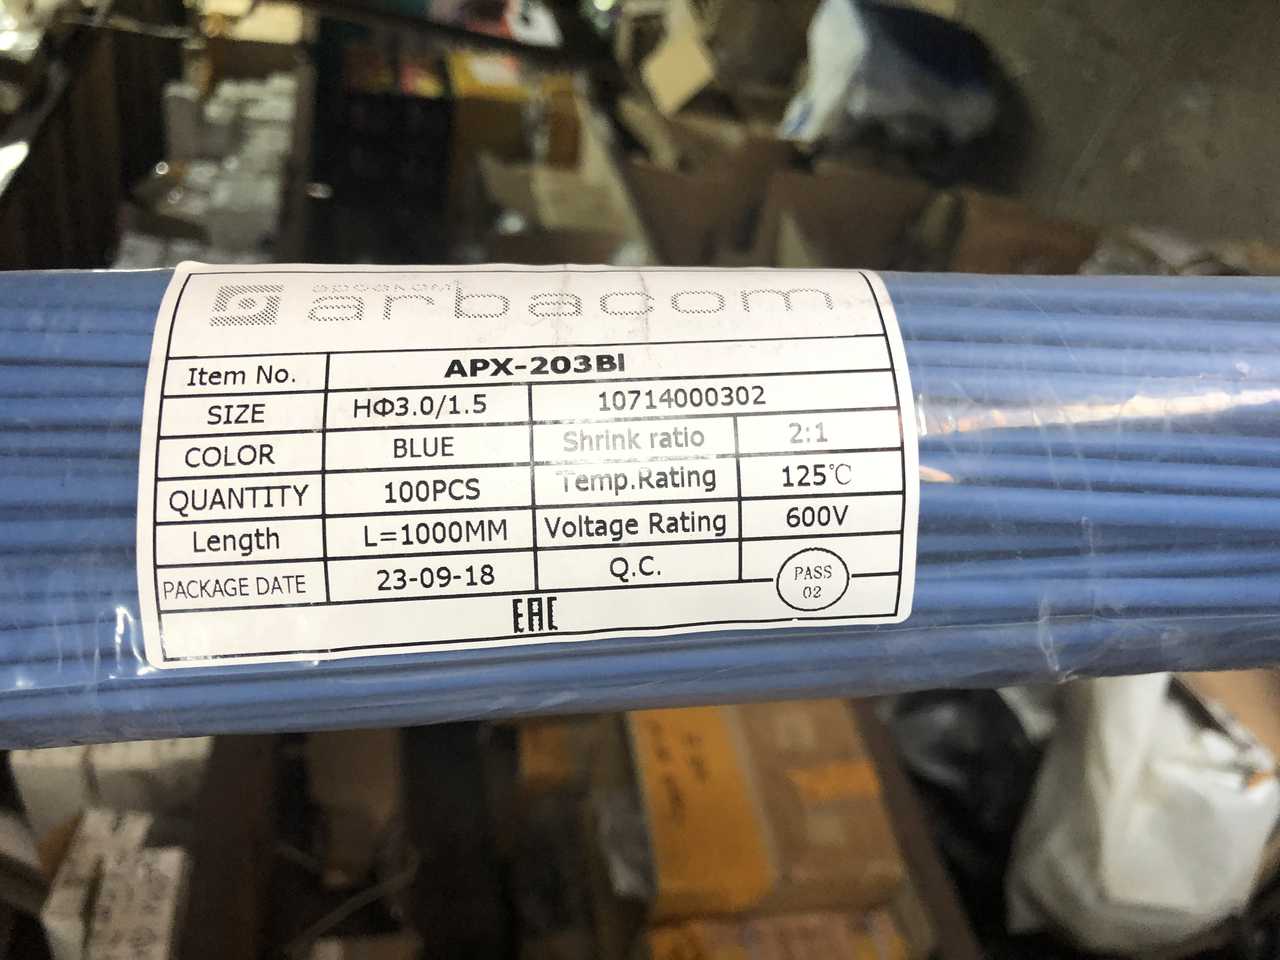 arbacom
Item No. APX-203Bl
SIZE HΦ3.0/1.5 10714000302
COLOR BLUE Shrink ratio 2:1
QUANTITY 100PCS Temp.Rating 125℃
Length L=1000MM Voltage Rating 600V
PACKAGE DATE 23-09-18 Q.C. PASS
02
EAC